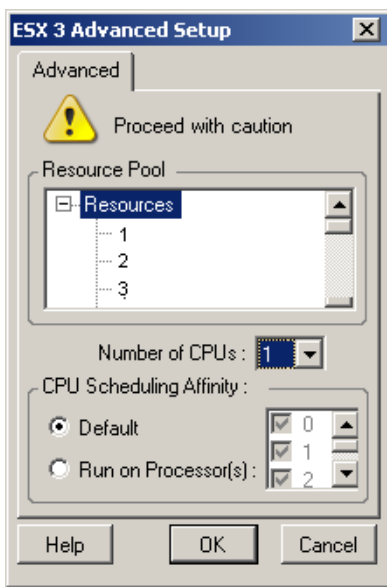 ESX 3 Advanced Setup
Advanced
Proceed with caution
Resource Pool
Resources
1
2
3
Number of CPUs : 1
CPU Scheduling Affinity :
Default
Run on Processor(s) :
0
1
2
Help
OK
Cancel